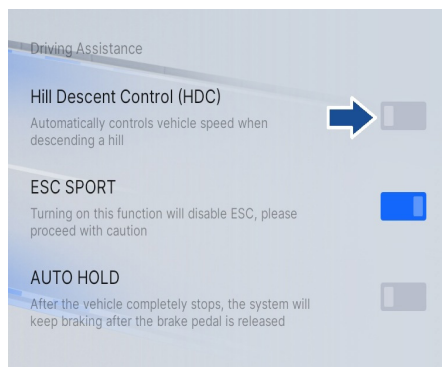 Driving Assistance
Hill Descent Control (HDC)
Automatically controls vehicle speed when
descending a hill
ESC SPORT
Turning on this function will disable ESC, please
proceed with caution
AUTO HOLD
After the vehicle completely stops, the system will
keep braking after the brake pedal is released